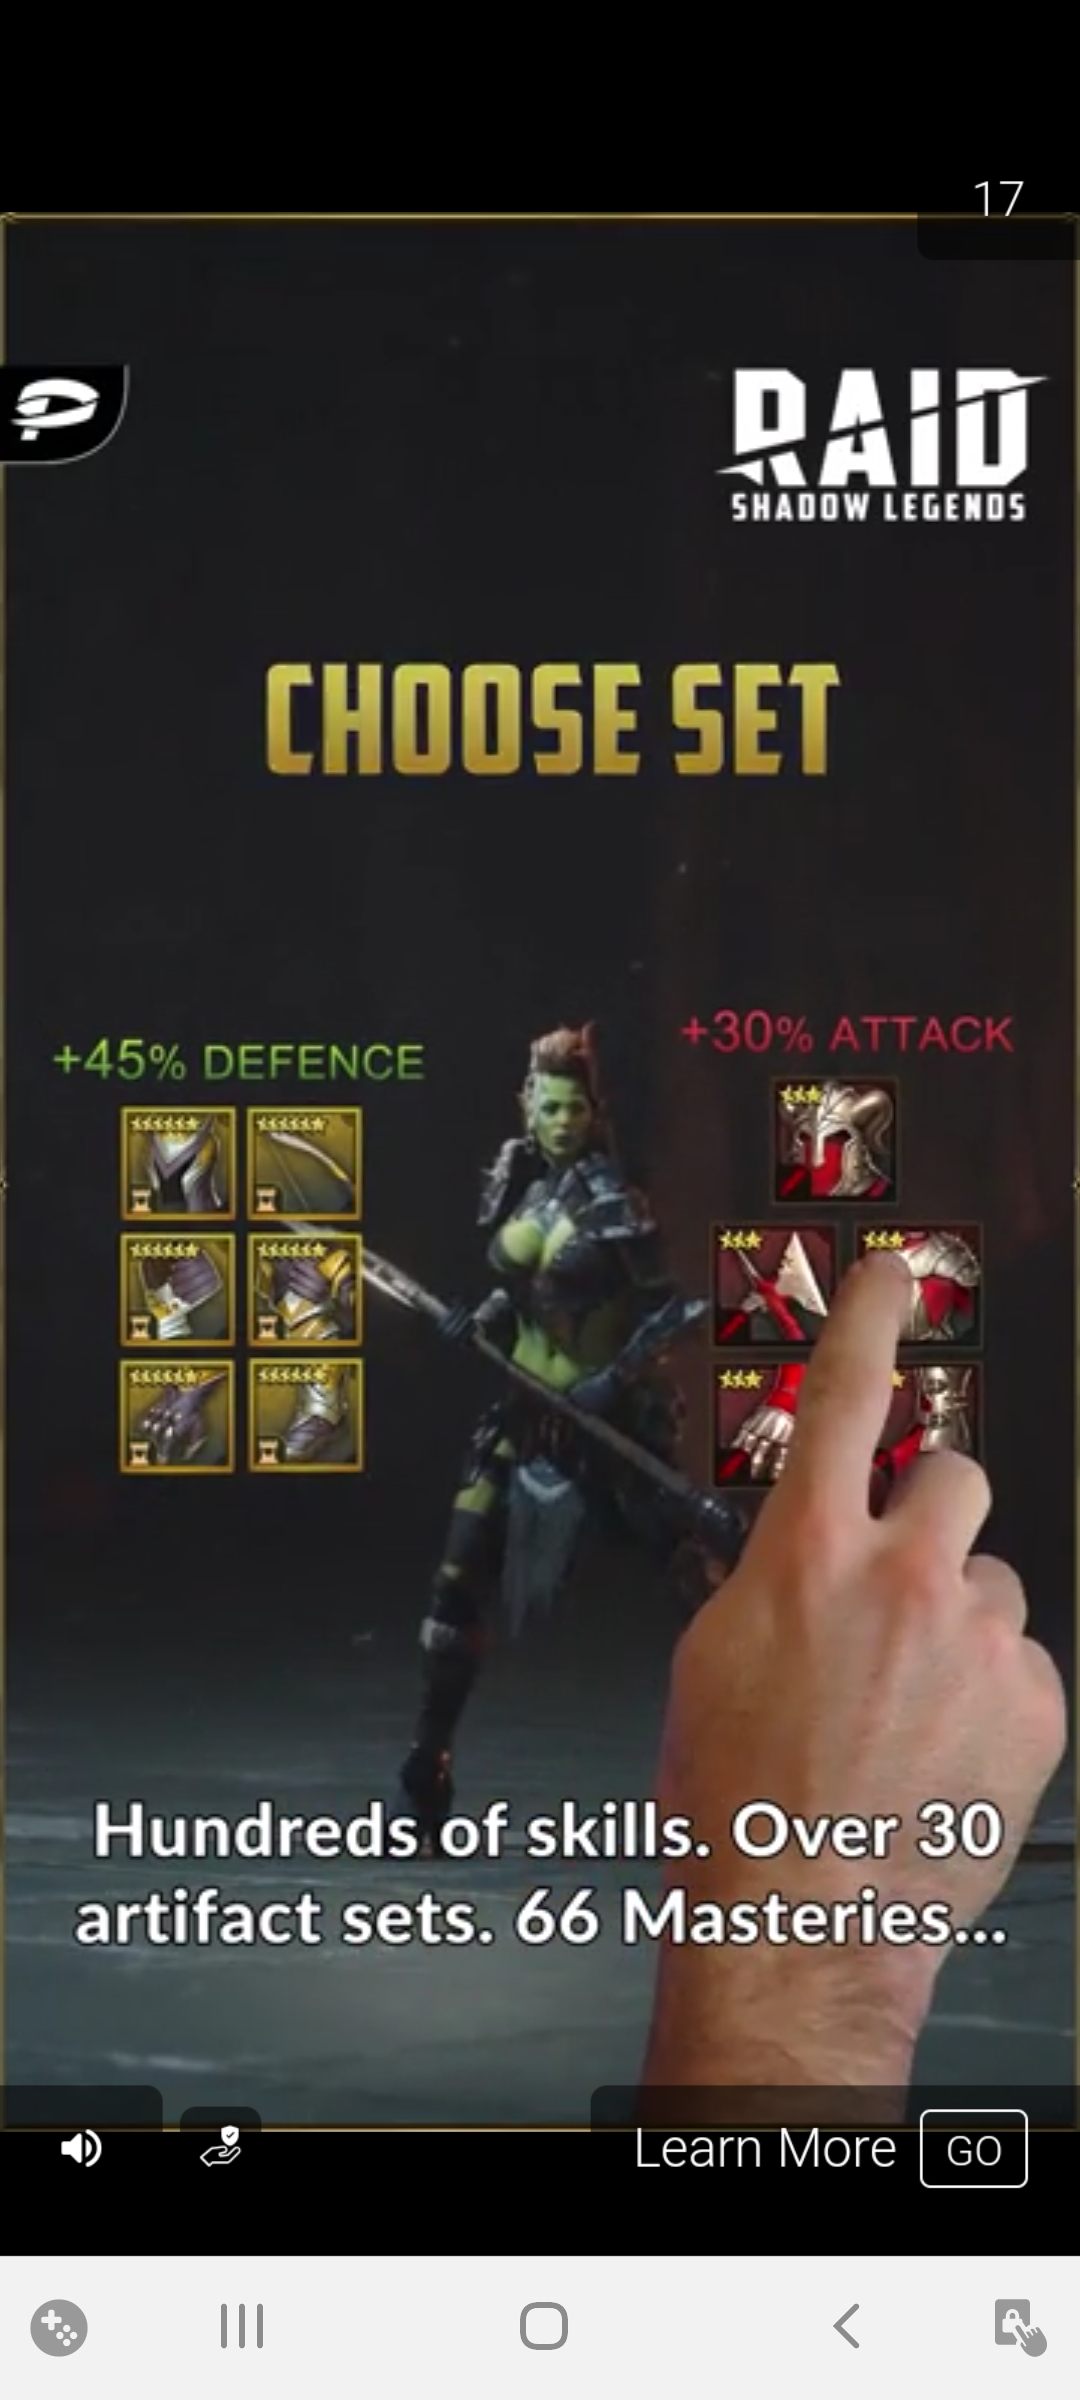 17
RAID
SHADOW LEGENDS
CHOOSE SET
+45% DEFENCE
+30% ATTACK
Hundreds of skills. Over 30
artifact sets. 66 Masteries...
Learn More
GO